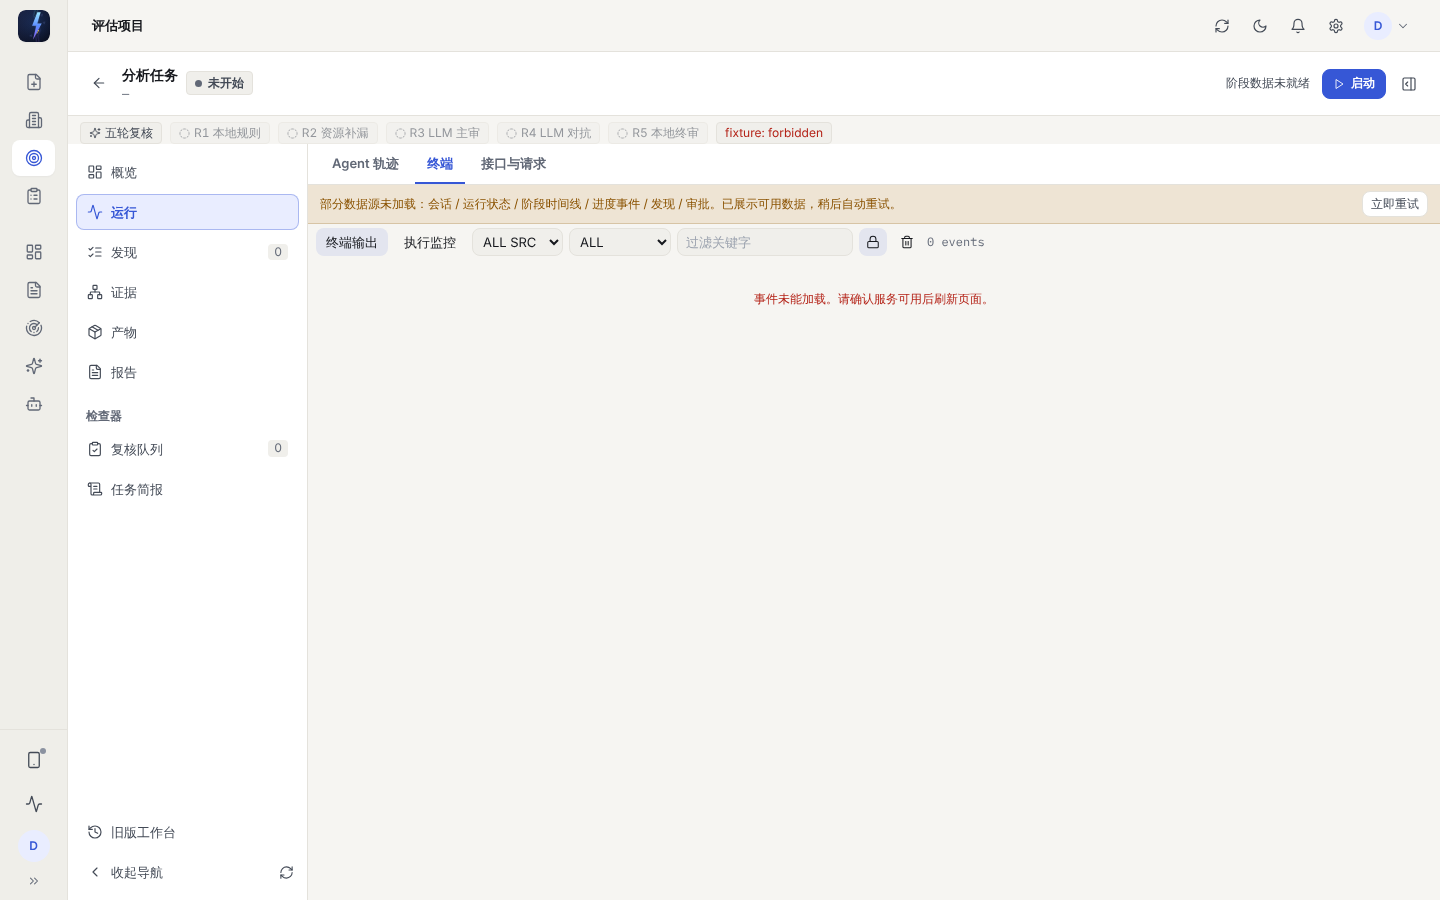 评估项目
D
分析任务
未开始
–
阶段数据未就绪
启动
五轮复核
R1 本地规则
R2 资源补漏
R3 LLM 主审
R4 LLM 对抗
R5 本地终审
fixture: forbidden
概览
运行
发现
0
证据
产物
报告
检查器
复核队列
0
任务简报
旧版工作台
收起导航
D
Agent 轨迹
终端
接口与请求
部分数据源未加载：会话 / 运行状态 / 阶段时间线 / 进度事件 / 发现 / 审批。已展示可用数据，稍后自动重试。
立即重试
终端输出
执行监控
ALL SRC
ALL
过滤关键字
0 events
事件未能加载。请确认服务可用后刷新页面。